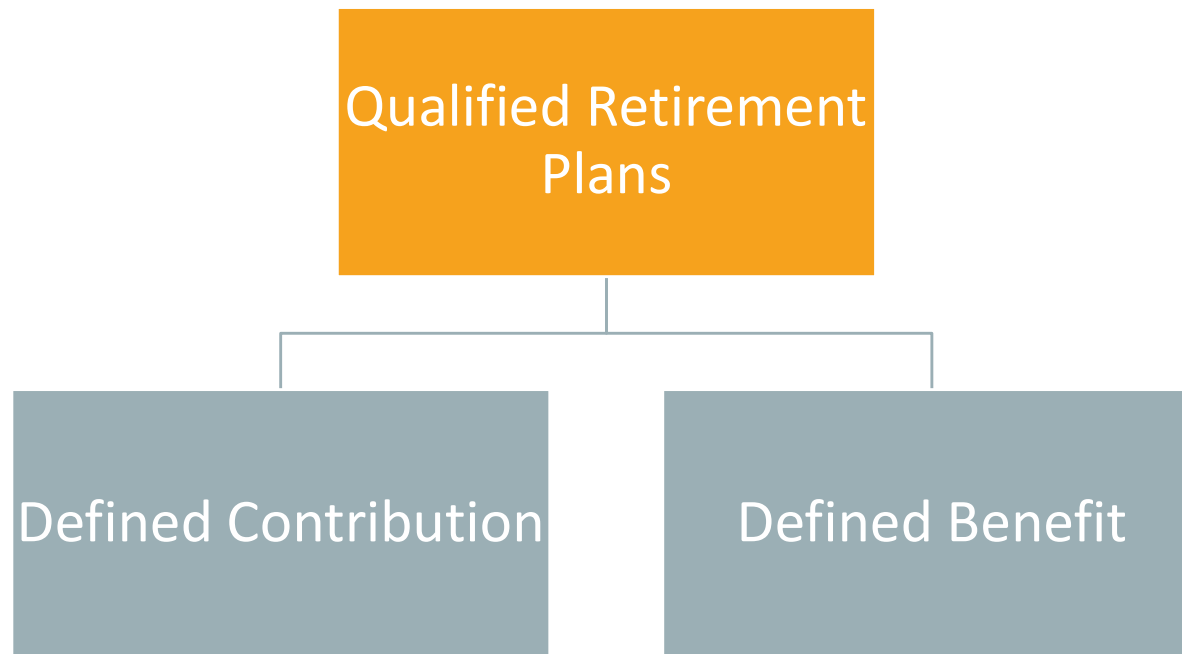 Qualified Retirement
Plans
Defined Contribution
Defined Benefit